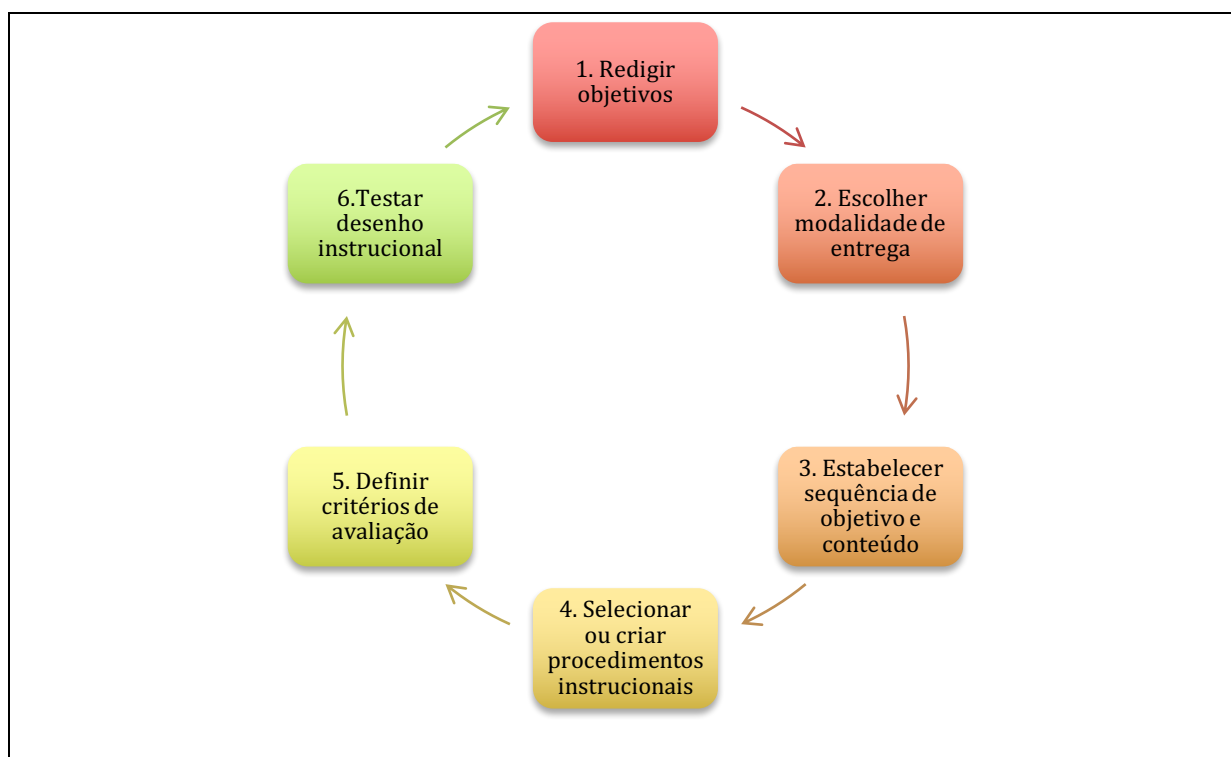 1. Redigir
objetivos
2. Escolher
modalidade de
entrega
3. Estabelecer
sequência de
objetivo e
conteúdo
4. Selecionar
ou criar
procedimentos
instrucionais
5. Definir
critérios de
avaliação
6.Testar
desenho
instrucional